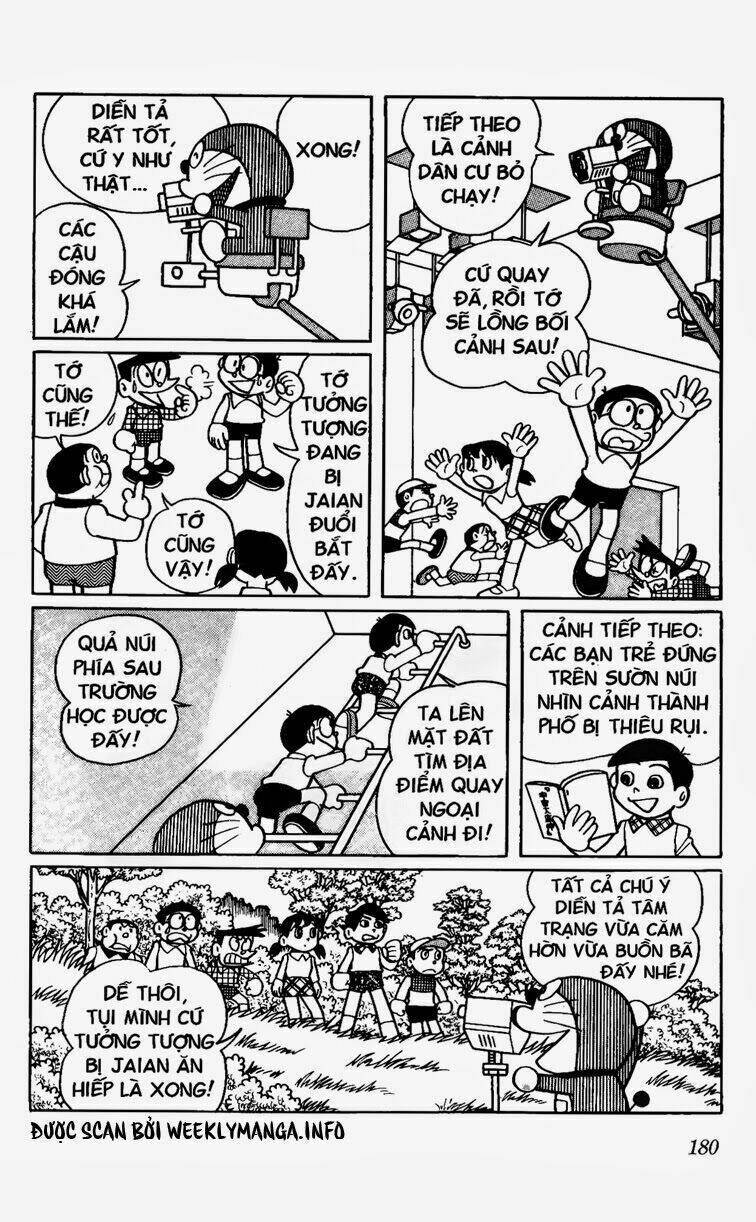 TIẾP THEO
LÀ CẢNH
DÂN CƯ BỎ
CHẠY!
CỨ QUAY
ĐÃ, RỒI TỚ
SẼ LỒNG BỐI
CẢNH SAU!
XONG!
DIỄN TẢ
RẤT TỐT,
CỨ Y NHƯ
THẬT...
CÁC
CẬU
ĐÓNG
KHÁ
LẮM!
TỚ
TƯỞNG
TƯỢNG
ĐANG
BỊ
JAIAN
ĐUỔI
BẮT
ĐẤY.
TỚ
CŨNG
VẬY!
TỚ
CŨNG
THẾ!
CẢNH TIẾP THEO:
CÁC BẠN TRẺ ĐỨNG
TRÊN SƯỜN NÚI
NHÌN CẢNH THÀNH
PHỐ BỊ THIÊU RỤI.
TA LÊN
MẶT ĐẤT
TÌM ĐỊA
ĐIỂM QUAY
NGOẠI
CẢNH ĐI!
QUẢ NÚI
PHÍA SAU
TRƯỜNG
HỌC ĐƯỢC
ĐẤY!
TẤT CẢ CHÚ Ý
DIỄN TẢ TÂM
TRẠNG VỪA CĂM
HỜN VỪA BUỒN BÃ
ĐẤY NHÉ!
DỄ THÔI,
TỤI MÌNH CỨ
TƯỞNG TƯỢNG
BỊ JAIAN ĂN
HIẾP LÀ XONG!
ĐƯỢC SCAN BỞI WEEKLYMANGA.INFO
180